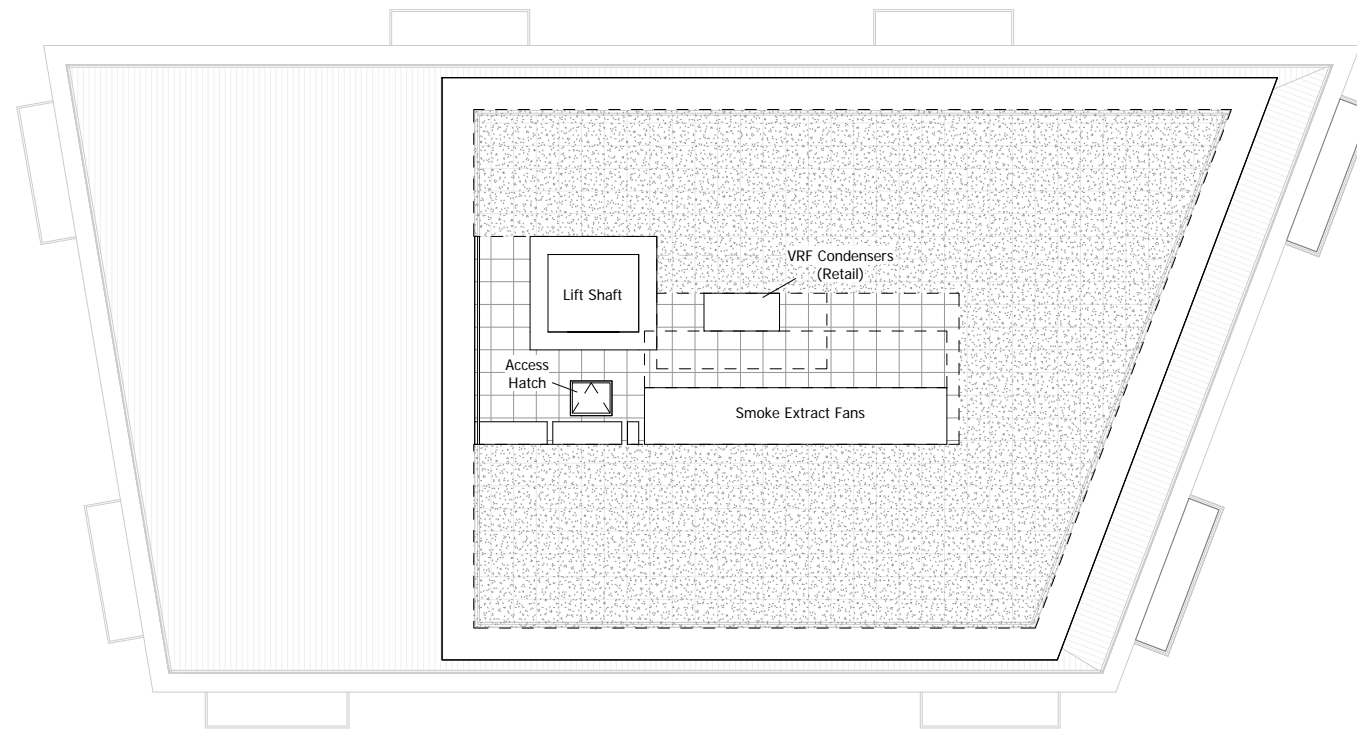 VRF Condensers
(Retail)
Lift Shaft
Access
Hatch
Smoke Extract Fans